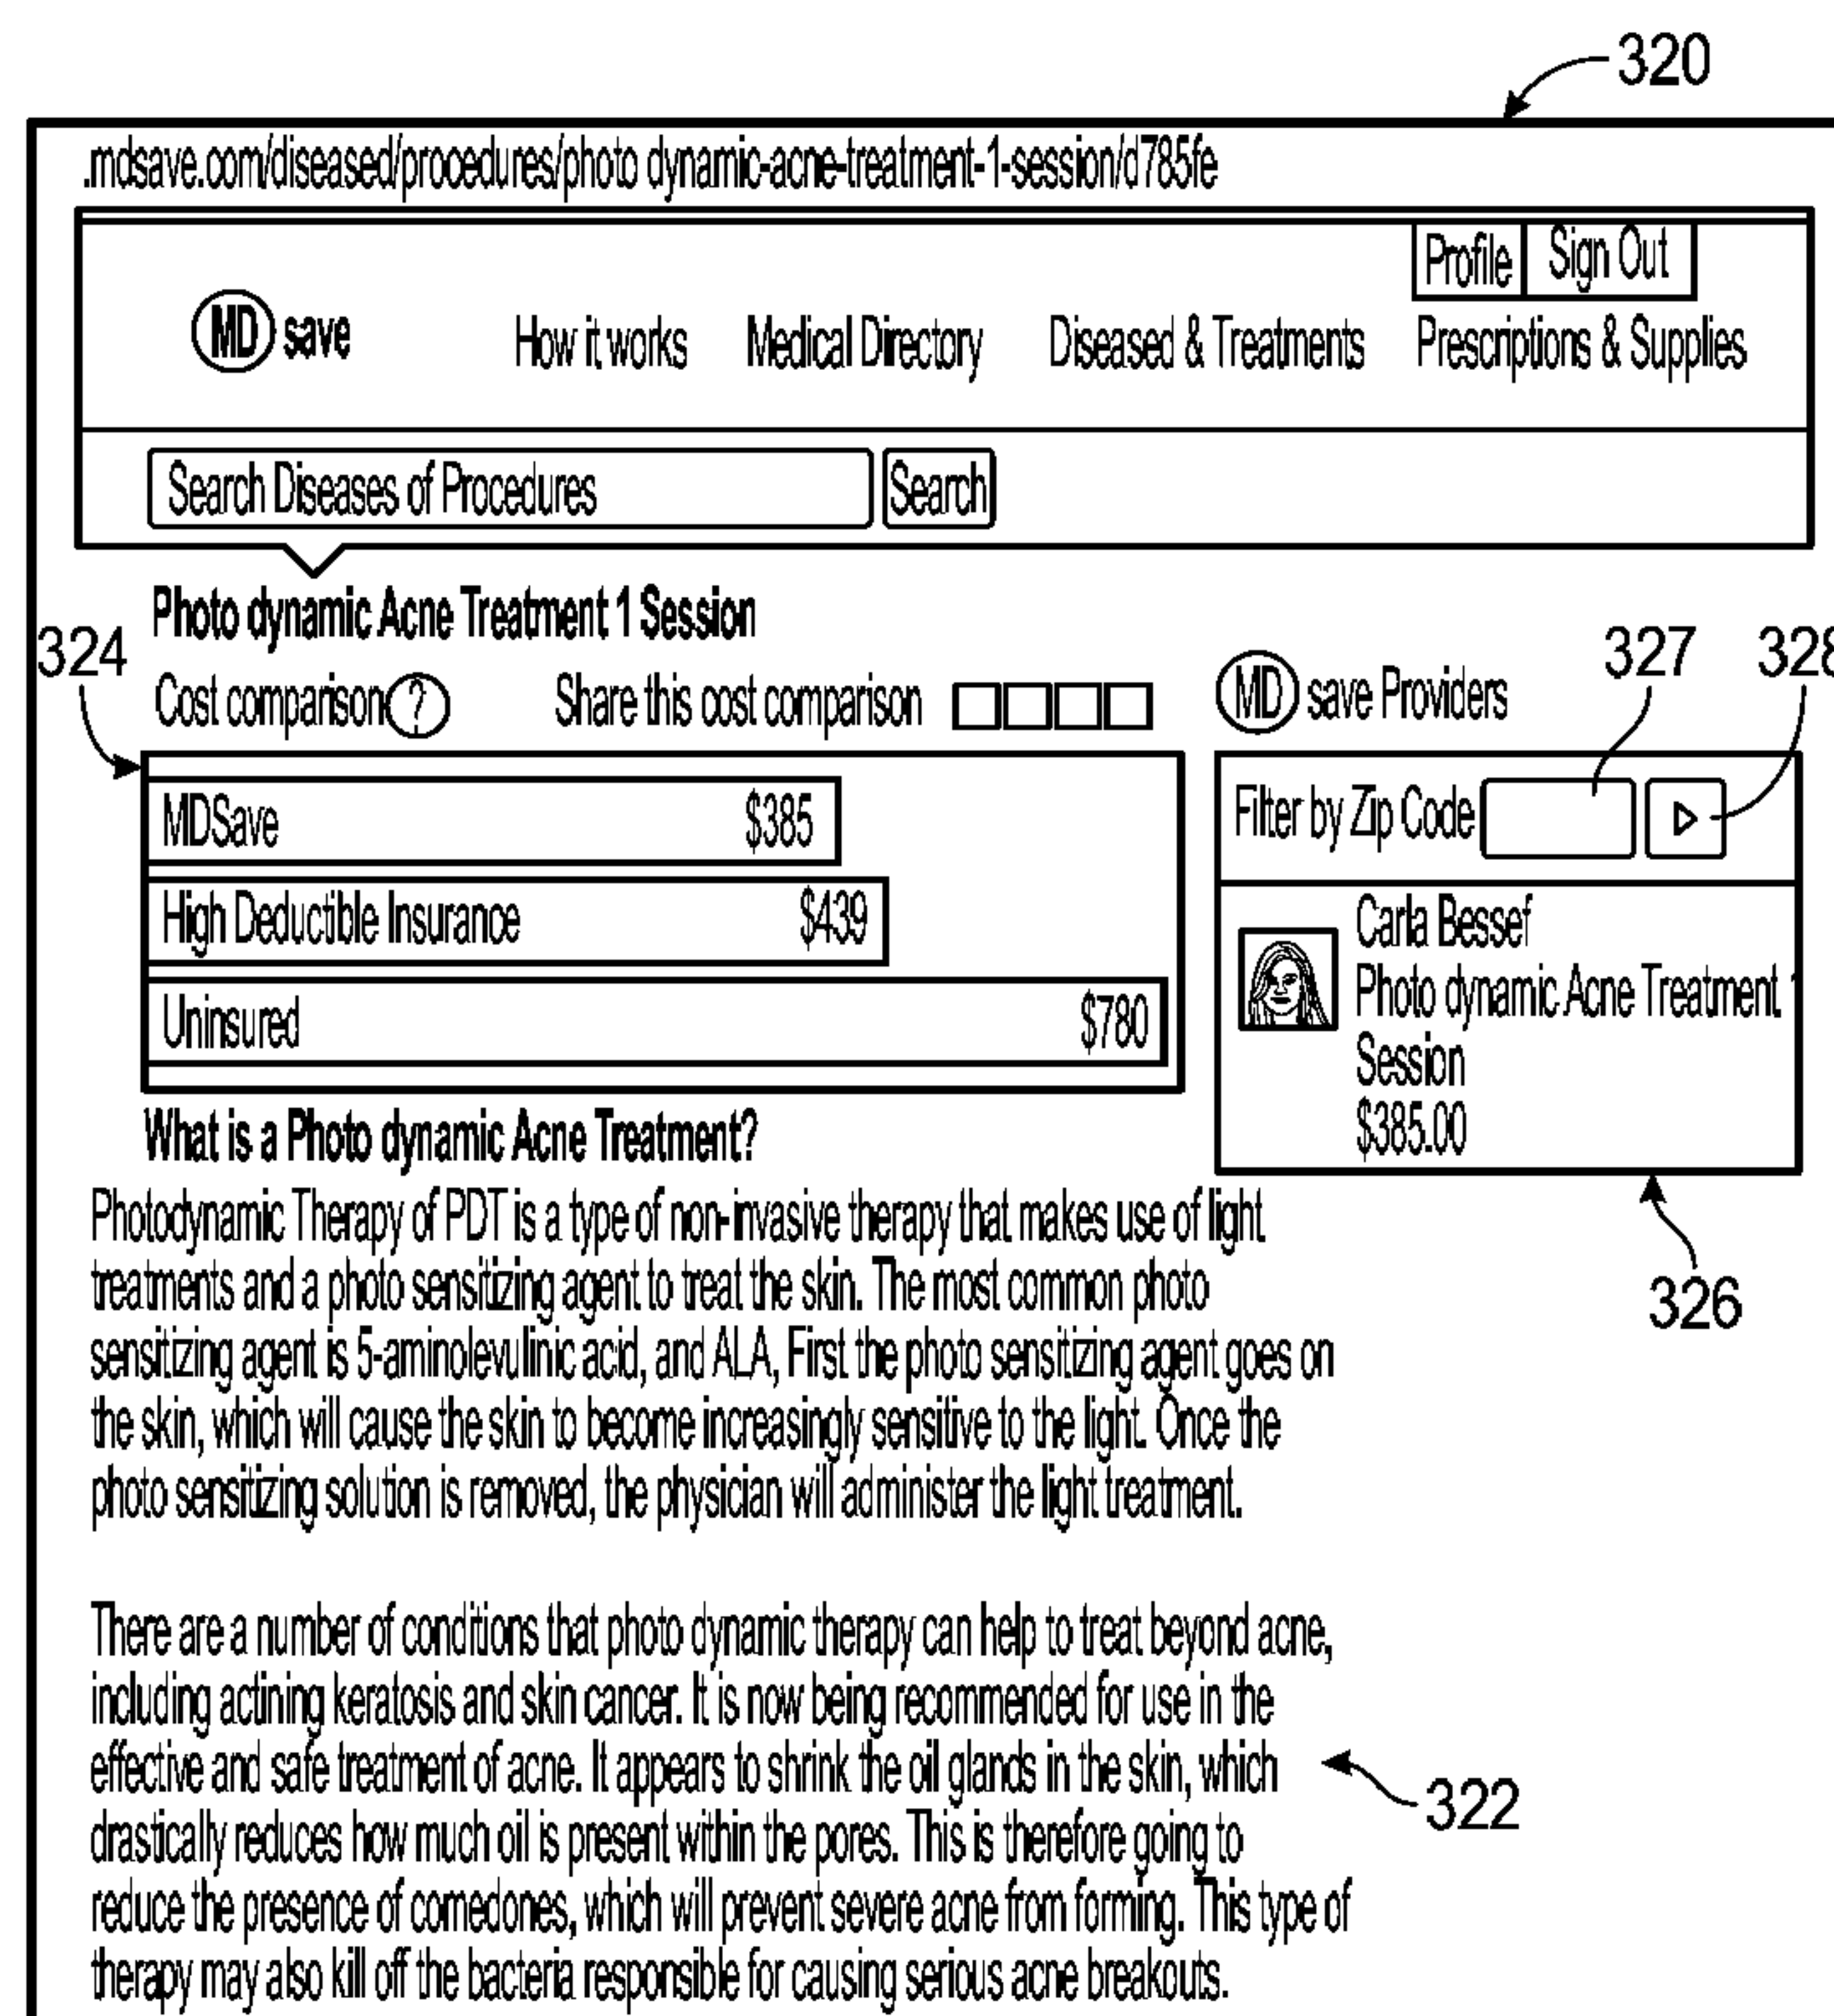 320
.mdsave.com/diseased/procedures/photo dynamic-acne-treatment-1-session/d785fe
Profile Sign Out
MD save How it works Medical Directory Diseased & Treatments Prescriptions & Supplies
Search Diseases of Procedures Search
Photo dynamic Acne Treatment 1 Session
324 327 328
Cost comparison ? Share this cost comparison MD save Providers
MDSave $385
High Deductible Insurance $439
Uninsured $780
Filter by Zip Code
Carla Bessef
Photo dynamic Acne Treatment 1
Session
$385.00
326
What is a Photo dynamic Acne Treatment?
Photodynamic Therapy of PDT is a type of non-invasive therapy that makes use of light
treatments and a photo sensitizing agent to treat the skin. The most common photo
sensitizing agent is 5-aminolevulinic acid, and ALA, First the photo sensitizing agent goes on
the skin, which will cause the skin to become increasingly sensitive to the light. Once the
photo sensitizing solution is removed, the physician will administer the light treatment.
There are a number of conditions that photo dynamic therapy can help to treat beyond acne,
including actining keratosis and skin cancer. It is now being recommended for use in the
effective and safe treatment of acne. It appears to shrink the oil glands in the skin, which
drastically reduces how much oil is present within the pores. This is therefore going to
reduce the presence of comedones, which will prevent severe acne from forming. This type of
therapy may also kill off the bacteria responsible for causing serious acne breakouts.
322